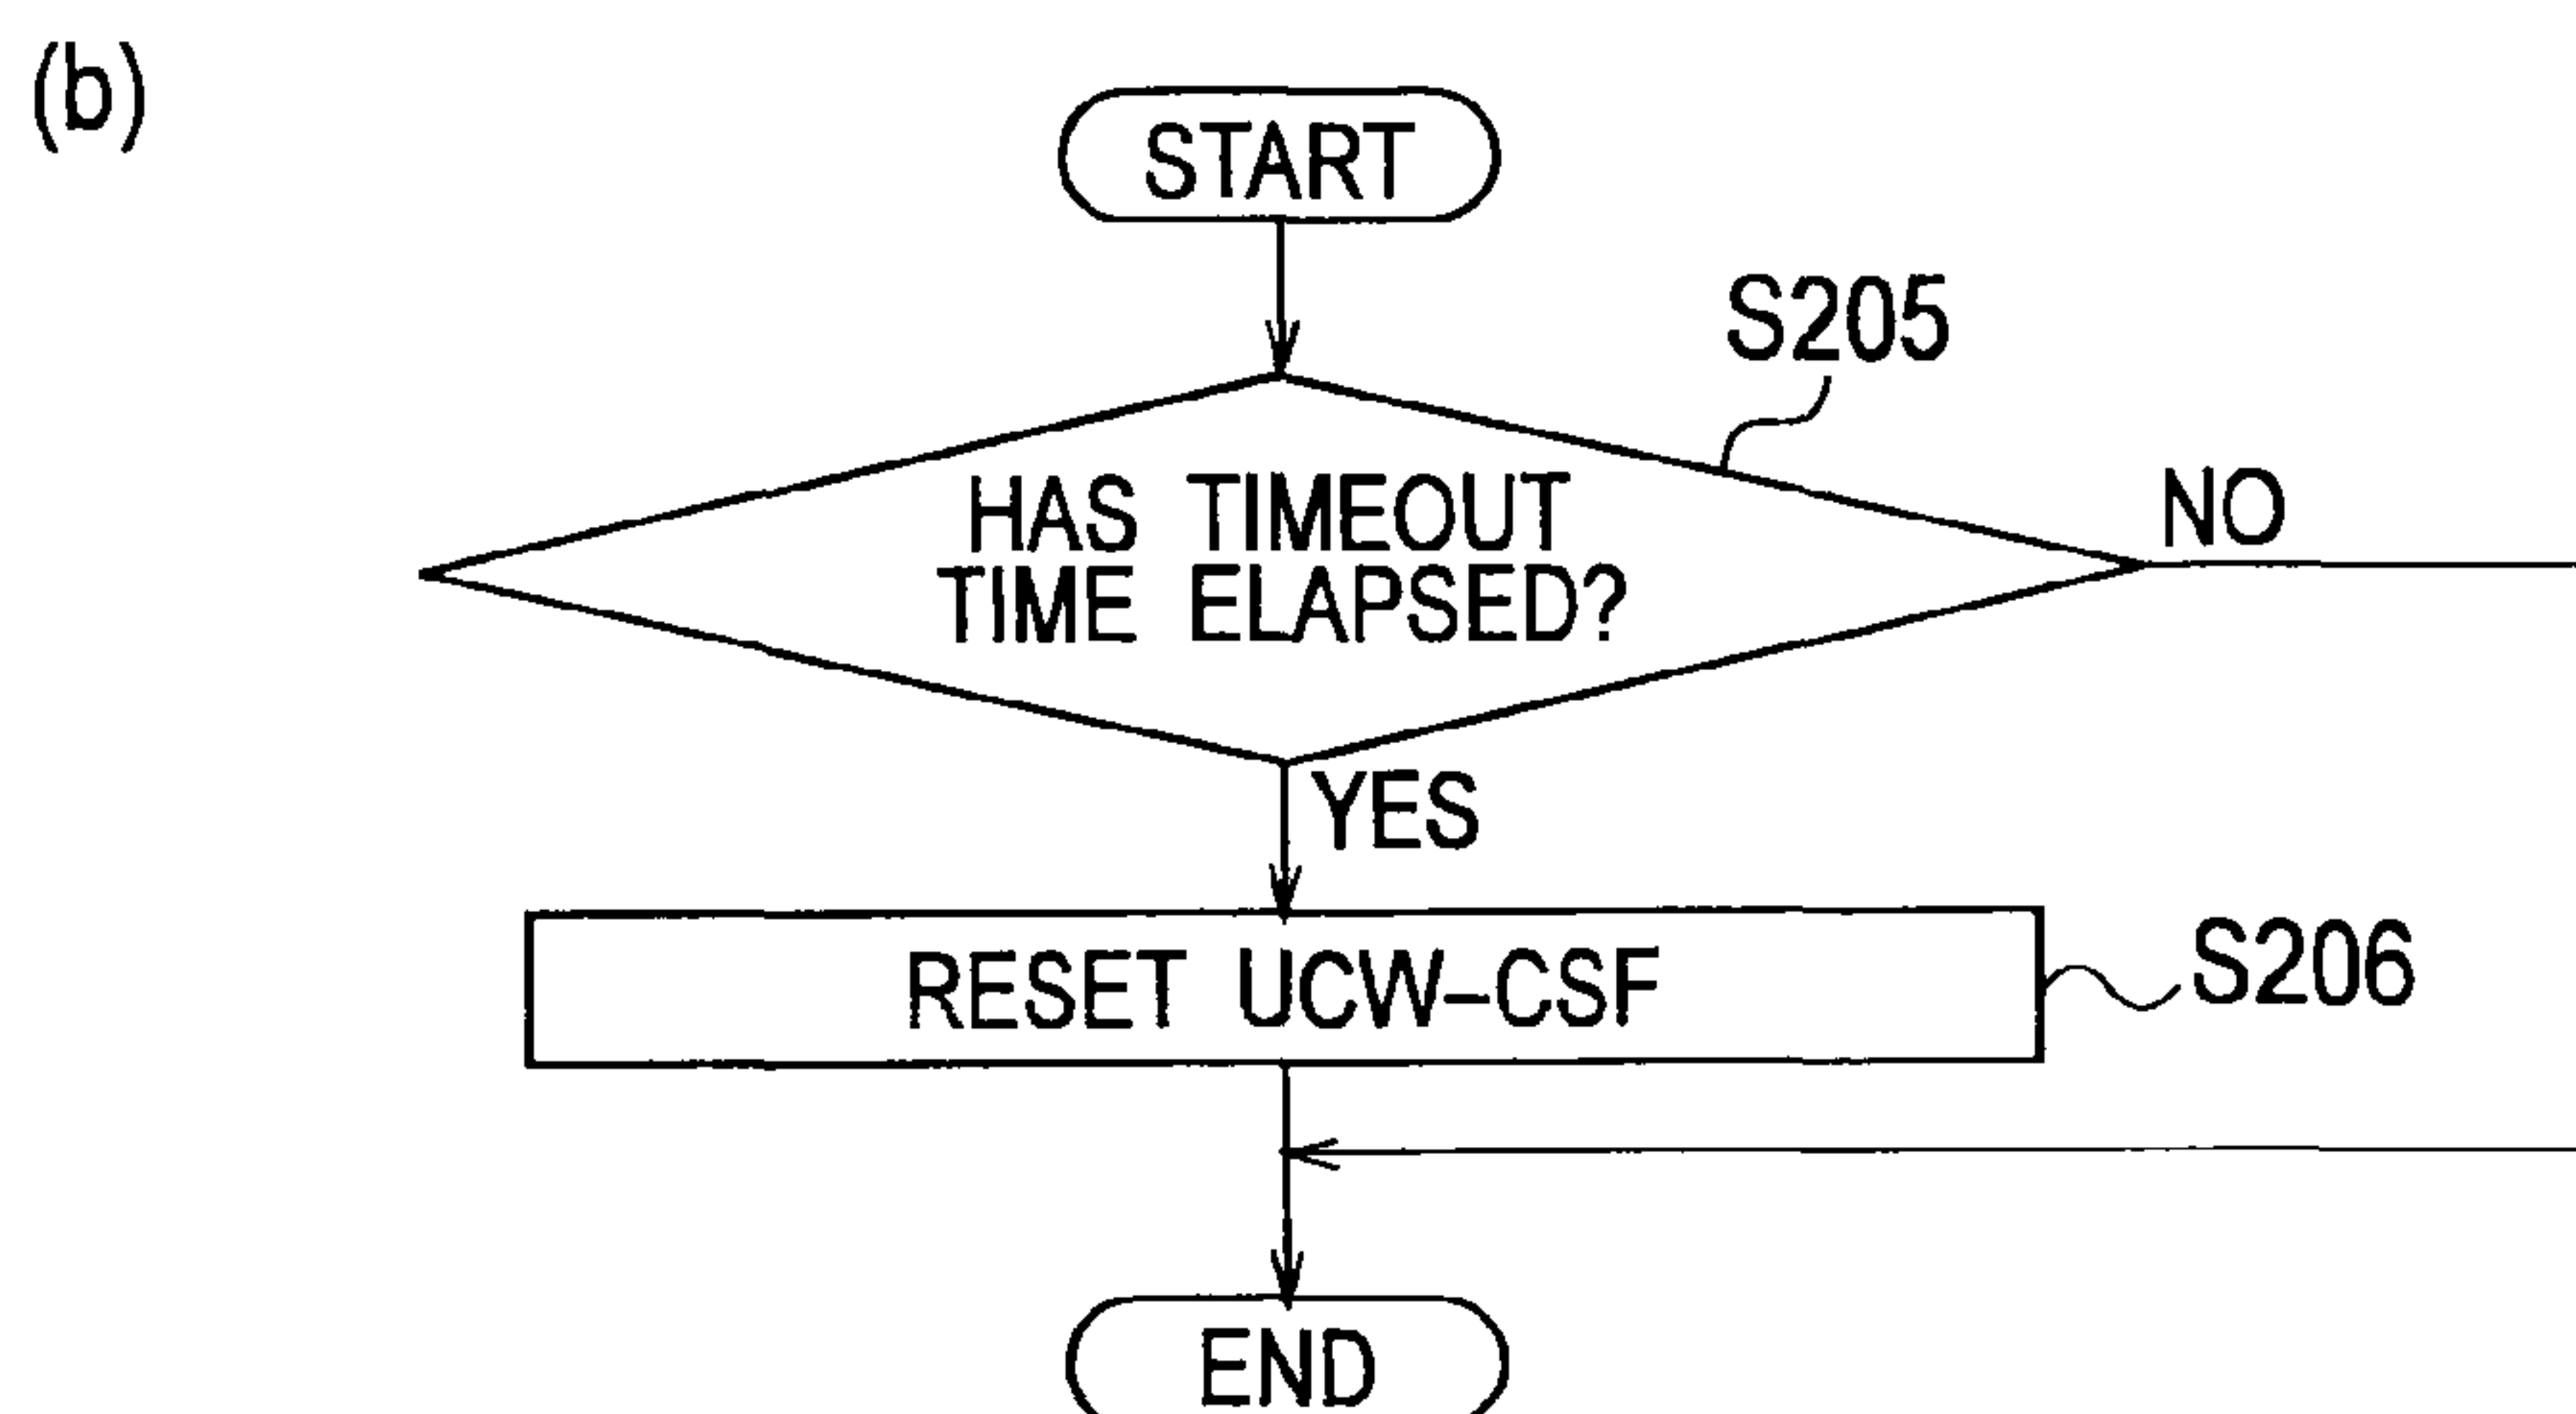 (b)
START
S205
HAS TIMEOUT
TIME ELAPSED?
NO
YES
RESET UCW-CSF
S206
END